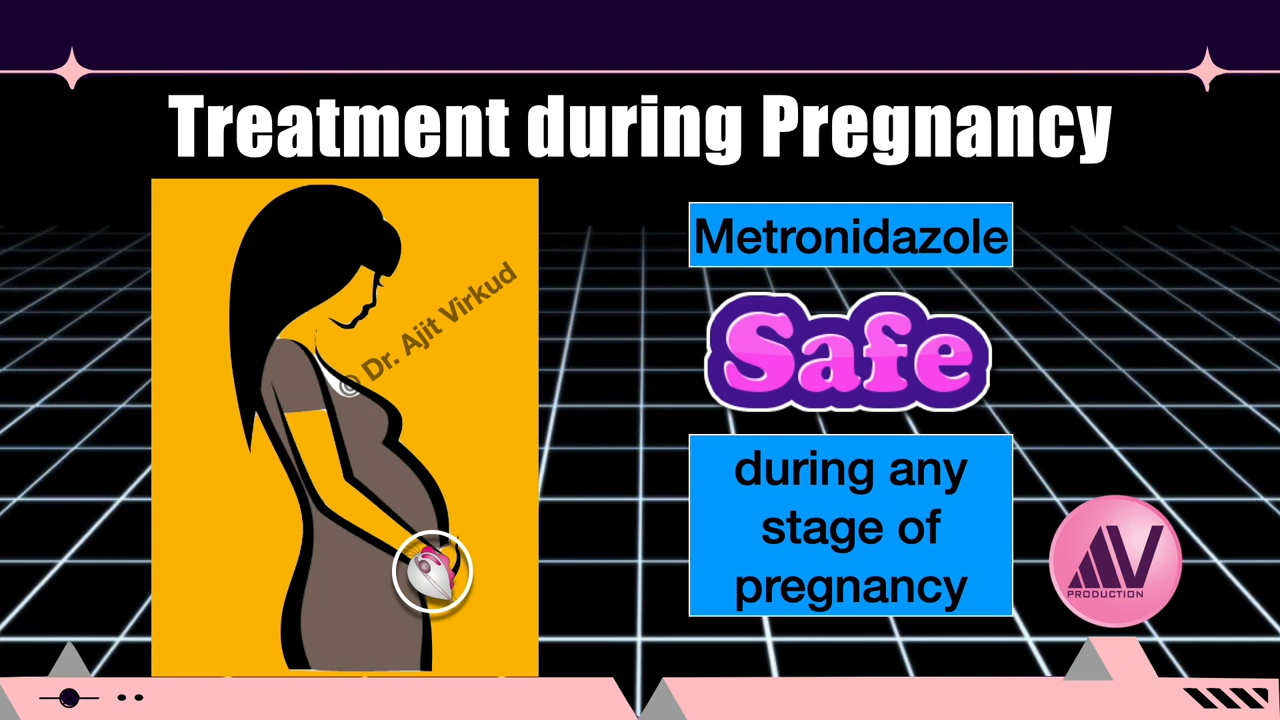 Treatment during Pregnancy
© Dr. Ajit Virkud
Metronidazole
Safe
during any
stage of
pregnancy
AV
PRODUCTION